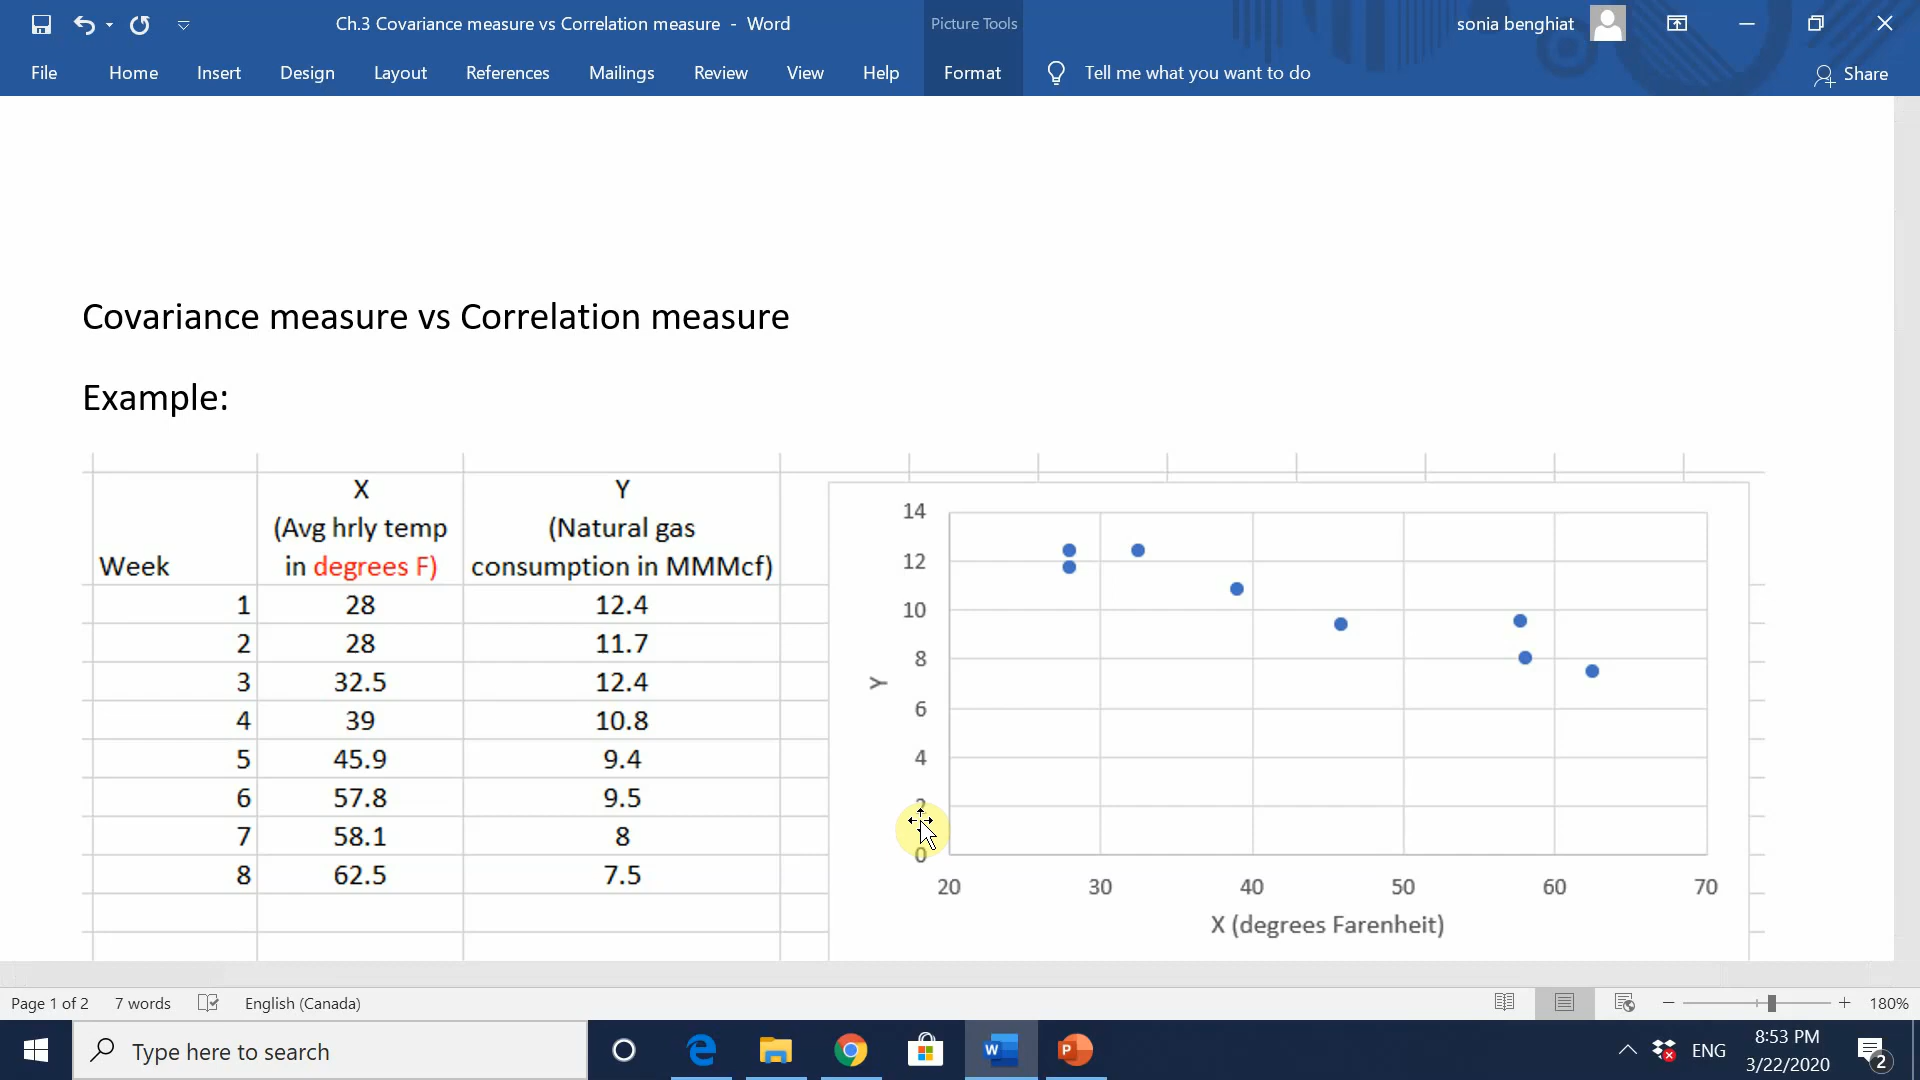 Ch.3 Covariance measure vs Correlation measure - Word
Picture Tools
sonia benghiat
File Home Insert Design Layout References Mailings Review View Help Format Tell me what you want to do Share
Covariance measure vs Correlation measure
Example:
X Y
(Avg hrly temp (Natural gas
Week in degrees F) consumption in MMMcf)
1 28 12.4
2 28 11.7
3 32.5 12.4
4 39 10.8
5 45.9 9.4
6 57.8 9.5
7 58.1 8
8 62.5 7.5
14
12
10
8
Y
6
4
2
0
20 30 40 50 60 70
X (degrees Farenheit)
Page 1 of 2 7 words English (Canada) 180%
Type here to search
W
P
ENG
8:53 PM
3/22/2020
2